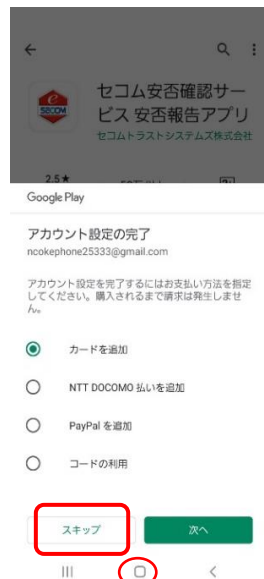 セコム安否確認サー
ビス 安否報告アプリ
セコムトラストシステムズ株式会社
SECOM
2.5★
Google Play
アカウント設定の完了
ncokephone25333@gmail.com
アカウント設定を完了するにはお支払い方法を指定
してください。購入されるまで請求は発生しませ
ん。
カードを追加
NTT DOCOMO 払いを追加
PayPal を追加
コードの利用
スキップ
次へ